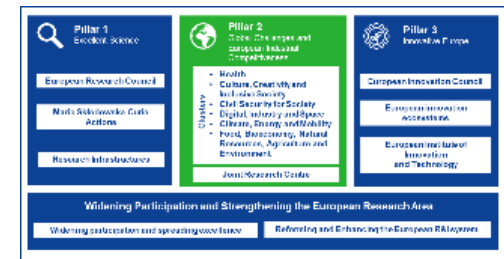 Pillar 1
Excellent Science
European Research Council
Marie Skłodowska-Curie
Actions
Research Infrastructures
Pillar 2
Global Challenges and
European Industrial
Competitiveness
Clusters
• Health
• Culture, Creativity and
Inclusive Society
• Civil Security for Society
• Digital, Industry and Space
• Climate, Energy and Mobility
• Food, Bioeconomy, Natural
Resources, Agriculture and
Environment
Joint Research Centre
Pillar 3
Innovative Europe
European Innovation Council
European innovation
ecosystems
European Institute of
Innovation
and Technology
Widening Participation and Strengthening the European Research Area
Widening participation and spreading excellence
Reforming and Enhancing the European R&I system